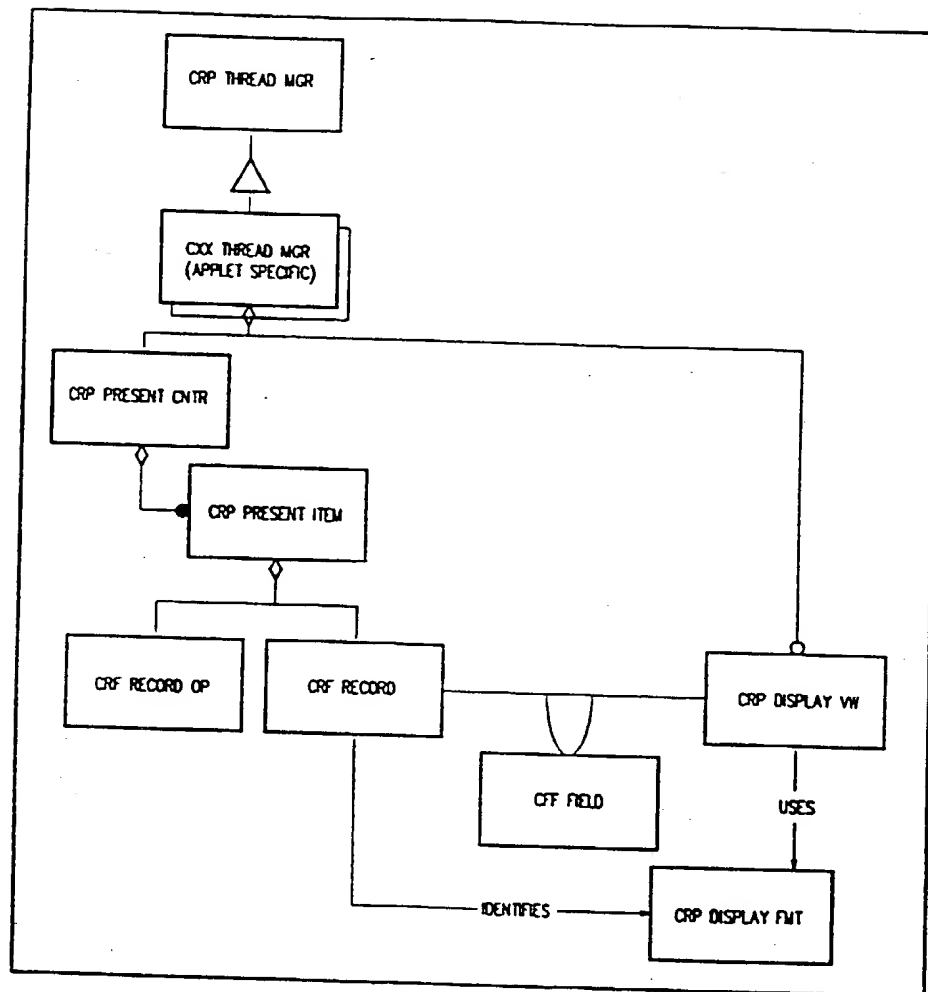 CRP THREAD MGR
CXX THREAD MGR
(APPLET SPECIFIC)
CRP PRESENT CNTR
CRP PRESENT ITEM
CRF RECORD OP
CRF RECORD
CRP DISPLAY VW
CFF FIELD
USES
IDENTIFIES
CRP DISPLAY FMT